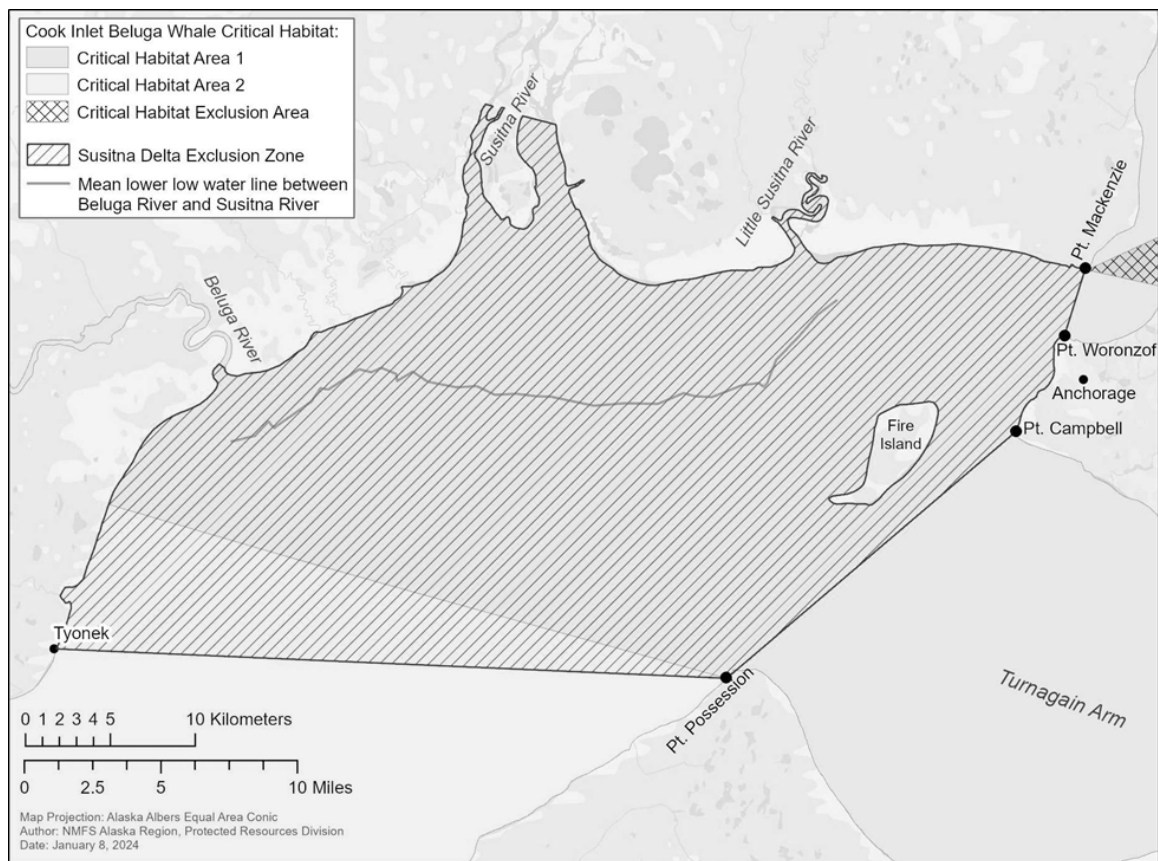 Cook Inlet Beluga Whale Critical Habitat:
Critical Habitat Area 1
Critical Habitat Area 2
Critical Habitat Exclusion Area
Susitna Delta Exclusion Zone
Mean lower low water line between
Beluga River and Susitna River
Susitna River
Little Susitna River
Pt. Mackenzie
Beluga River
Pt. Woronzof
Anchorage
Pt. Campbell
Fire
Island
Tyonek
Pt. Possession
Turnagain Arm
0 1 2 3 4 5 10 Kilometers
0 2.5 5 10 Miles
Map Projection: Alaska Albers Equal Area Conic
Author: NMFS Alaska Region, Protected Resources Division
Date: January 8, 2024